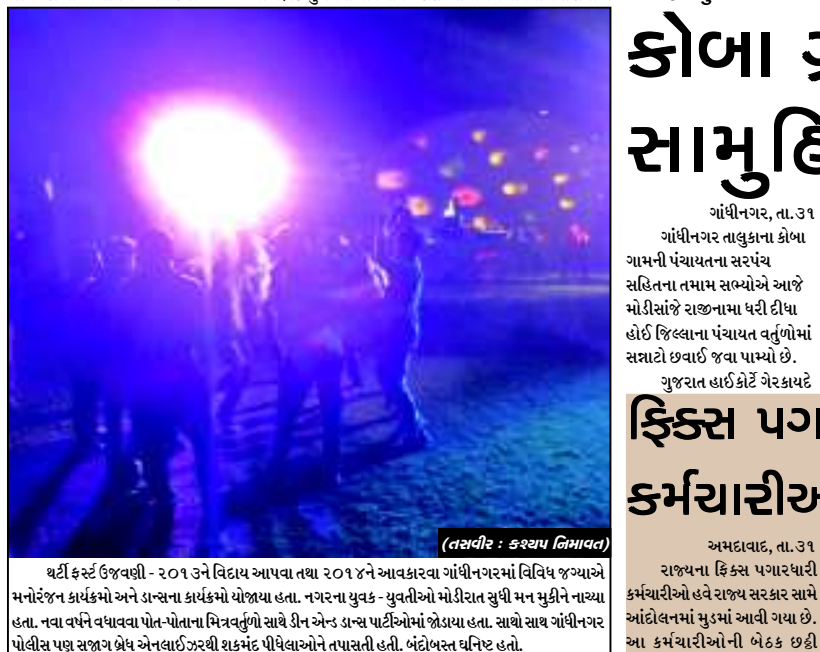 (તસવીર : કશ્યપ નિમાવત)
થર્ટી ફર્સ્ટ ઉજવણી - ૨૦૧૩ને વિદાય આપવા તથા ૨૦૧૪ને આવકારવા ગાંધીનગરમાં વિવિધ જગ્યાએ
મનોરંજન કાર્યક્રમો અને ડાન્સના કાર્યક્રમો યોજાયા હતા. નગરના યુવક - યુવતીઓ મોડીરાત સુધી મન મુકીને નાચ્યા
હતા. નવા વર્ષને વધાવવા પોત-પોતાના મિત્રવર્તુળો સાથે ડીન એન્ડ ડાન્સ પાર્ટીઓમાં જોડાયા હતા. સાથો સાથ ગાંધીનગર
પોલીસ પણ સજાગ બ્રેધ એનલાઈઝરથી શકમંદ પીધેલાઓને તપાસતી હતી. બંદોબસ્ત ઘનિષ્ટ હતો.
કોબા
સામુહિ
ગાંધીનગર, તા.૩૧
ગાંધીનગર તાલુકાના કોબા
ગામની પંચાયતના સરપંચ
સહિતના તમામ સભ્યોએ આજે
મોડીસાંજે રાજીનામા ધરી દીધા
હોઈ જિલ્લાના પંચાયત વર્તુળોમાં
સન્નાટો છવાઈ જવા પામ્યો છે.
ગુજરાત હાઈકોર્ટે ગેરકાયદે
ફિક્સ પગા
કર્મચારીઅ
અમદાવાદ, તા.૩૧
રાજ્યના ફિક્સ પગારધારી
કર્મચારીઓ હવે રાજ્ય સરકાર સામે
આંદોલનમાં મુડમાં આવી ગયા છે.
આ કર્મચારીઓની બેઠક છઠ્ઠી